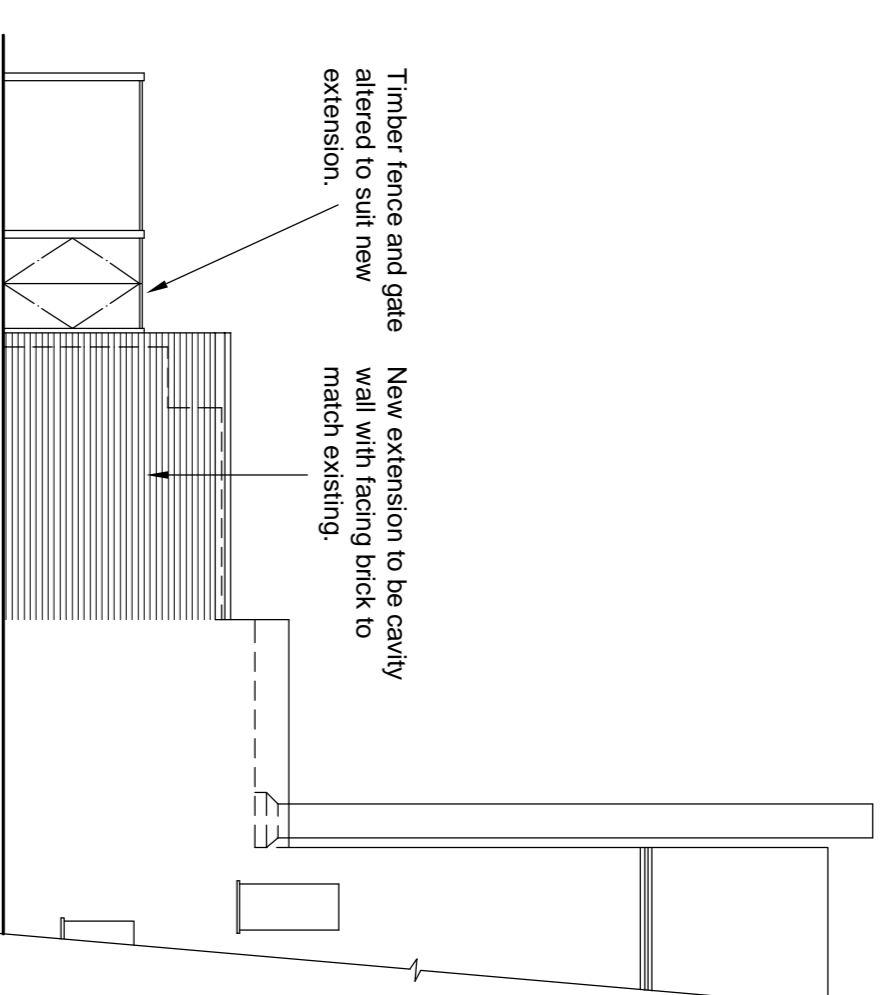 Timber fence and gate
altered to suit new
extension.
New extension to be cavity
wall with facing brick to
match existing.